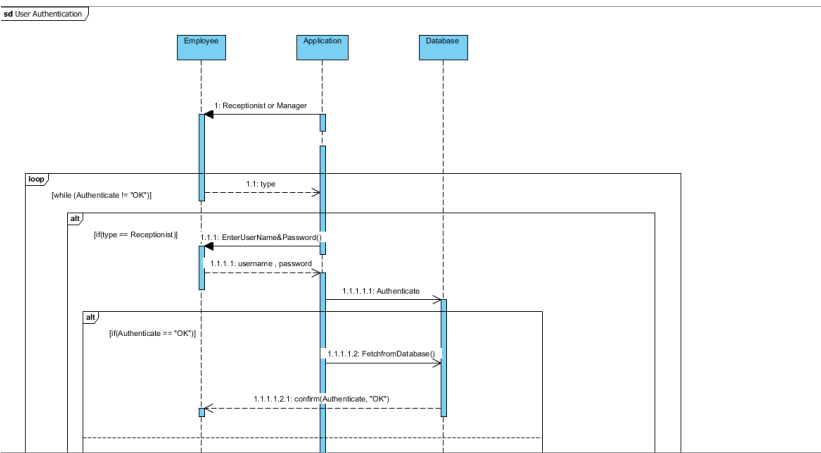 sd User Authentication
Employee
Application
Database
1: Receptionist or Manager
loop
1.1: type
[while (Authenticate != "OK")]
alt
[if(type == Receptionist)]
1.1.1: EnterUserName&Password()
1.1.1.1: username , password
1.1.1.1.1: Authenticate
alt
[if(Authenticate == "OK")]
1.1.1.1.2: FetchfromDatabase()
1.1.1.1.2.1: confirm(Authenticate, "OK")